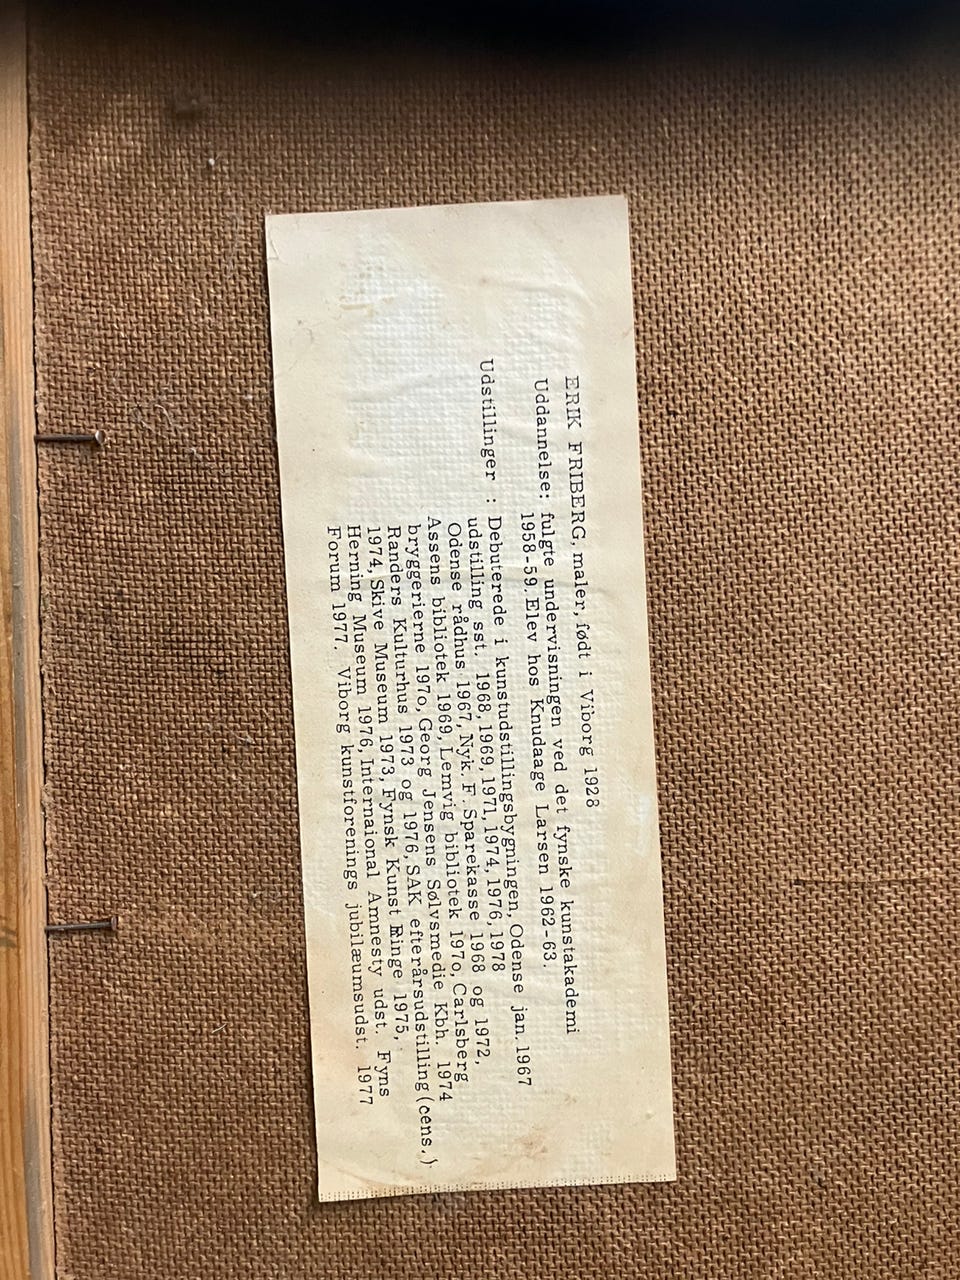 ERIK FRIBERG, maler, født i Viborg 1928
Uddannelse: fulgte undervisningen ved det fynske kunstakademi
1958-59. Elev hos Knudaage Larsen 1962-63.
Udstillinger : Debuterede i kunstudstillingsbygningen, Odense jan. 1967
udstilling sst. 1968, 1969, 1971, 1974, 1976, 1978
Odense rådhus 1967, Nyk. F. Sparekasse 1968 og 1972,
Assens bibliotek 1969, Lemvig bibliotek 197o, Carlsberg
bryggerierne 197o, Georg Jensens Sølvsmedie Kbh. 1974
Randers Kulturhus 1973 og 1976, SAK efterårsudstilling (cens.)
1974, Skive Museum 1973, Fynsk Kunst Ringe 1975,
Herning Museum 1976, Internaional Amnesty udst. Fyns
Forum 1977. Viborg kunstforenings jubilæumsudst. 1977